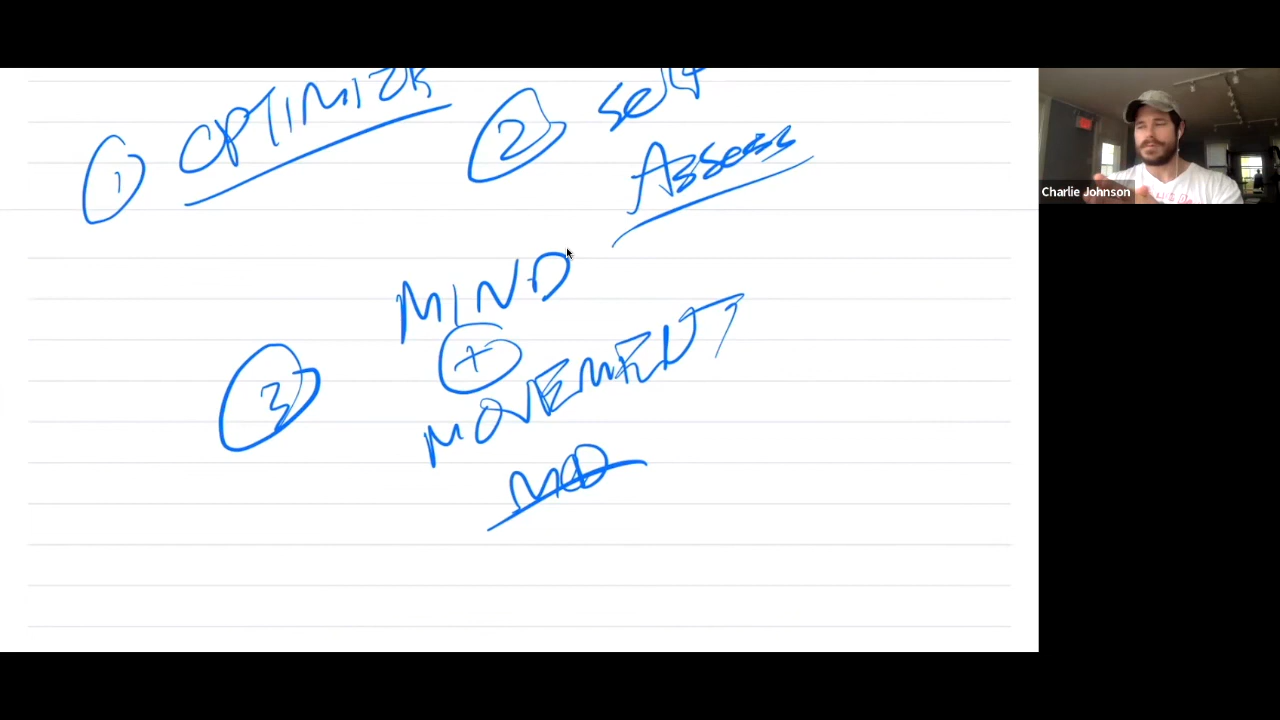 ① OPTIMIZE
② self
Assess
MIND
③ +
MOVEMENT
Charlie Johnson